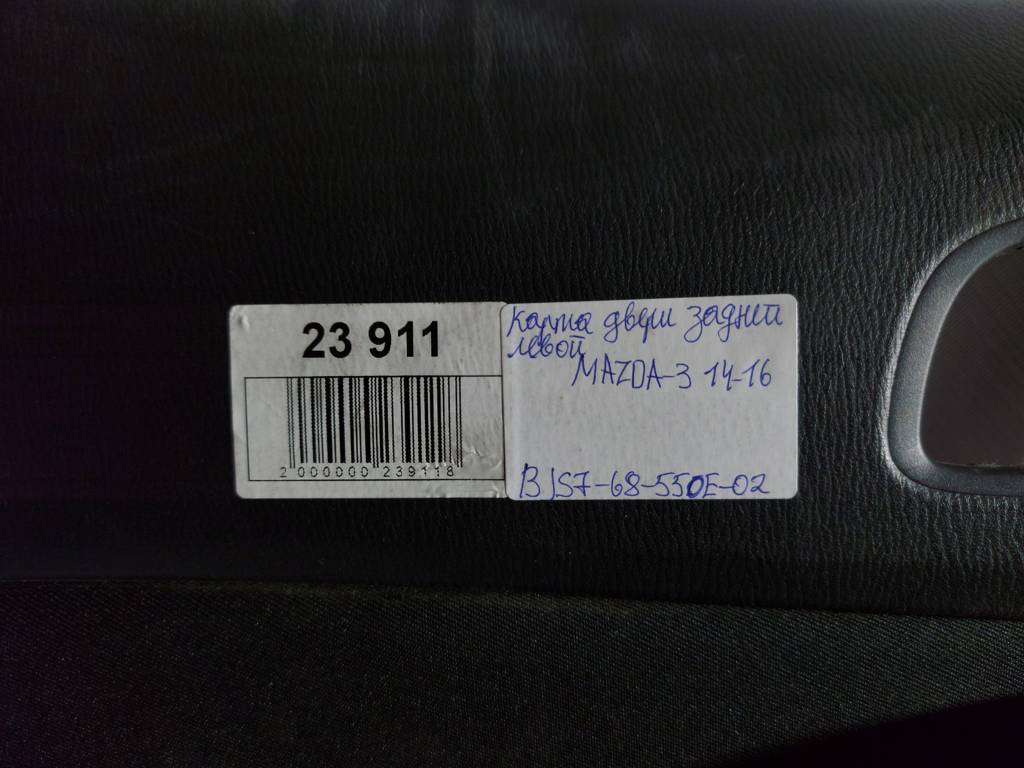 23 911
2 000000 239118
Карта двери задней
левой
MAZDA-3 14-16
BJS7-68-550E-02